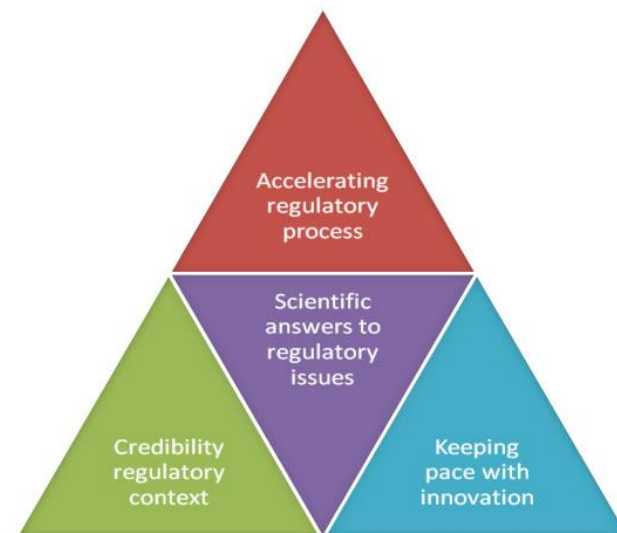 Accelerating
regulatory
process
Scientific
answers to
regulatory
issues
Credibility
regulatory
context
Keeping
pace with
innovation